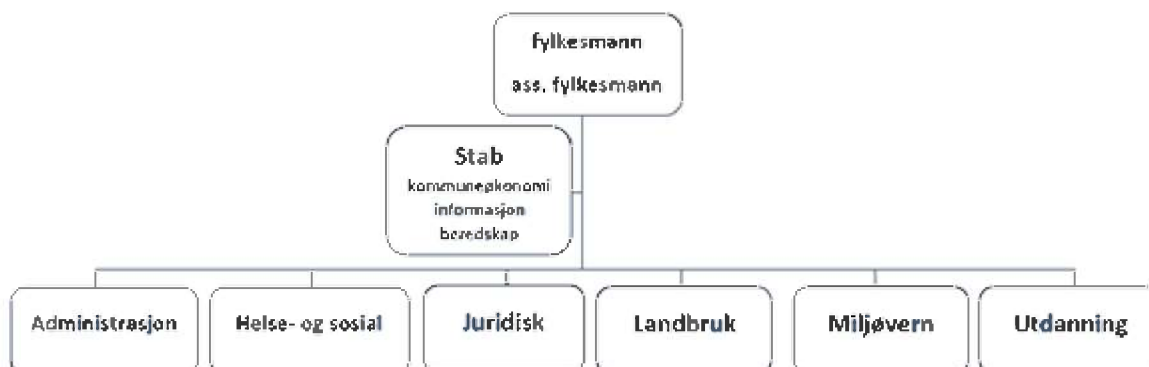 fylkesmann
ass. fylkesmann
Stab
kommuneøkonomi
informasjon
beredskap
Administrasjon
Helse- og sosial
Juridisk
Landbruk
Miljøvern
Utdanning